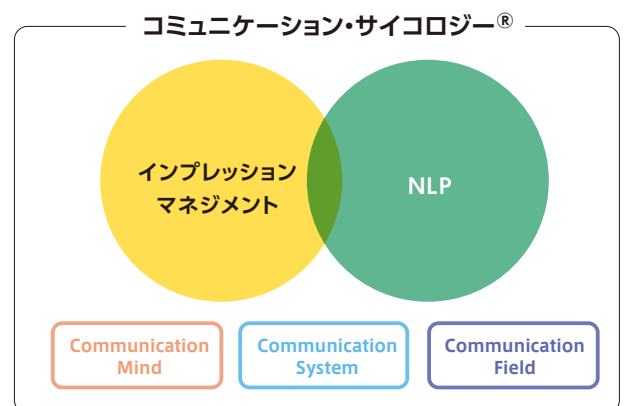 コミュニケーション・サイコロジー®
インプレッション
マネジメント
NLP
Communication
Mind
Communication
System
Communication
Field